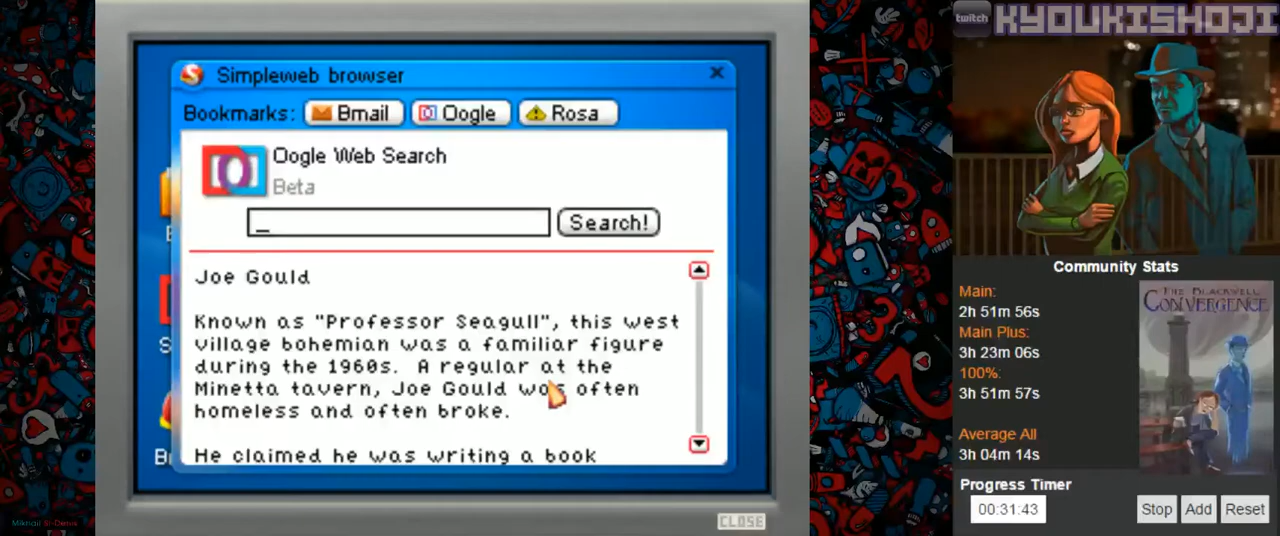 Simpleweb browser
Bookmarks: Bmail Oogle Rosa
Oogle Web Search
Beta
Search!
Joe Gould
Known as "Professor Seagull", this west
village bohemian was a familiar figure
during the 1960s. A regular at the
Minetta tavern, Joe Gould was often
homeless and often broke.
He claimed he was writing a book
CLOSE
twitch KYOUKISHOJI
Community Stats
Main:
2h 51m 56s
Main Plus:
3h 23m 06s
100%:
3h 51m 57s
Average All
3h 04m 14s
THE BLACKWELL
CONVERGENCE
Progress Timer
00:31:43 Stop Add Reset